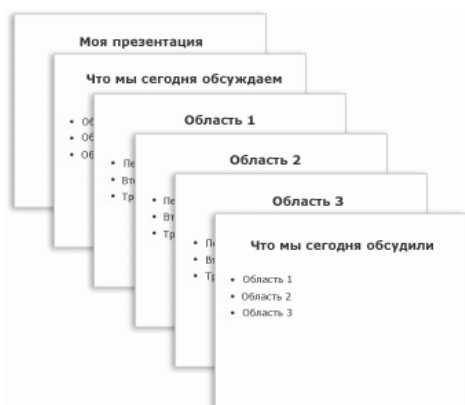 Моя презентация
Что мы сегодня обсуждаем
Область 1
Область 2
Область 3
Что мы сегодня обсудили
• Область 1
• Область 2
• Область 3